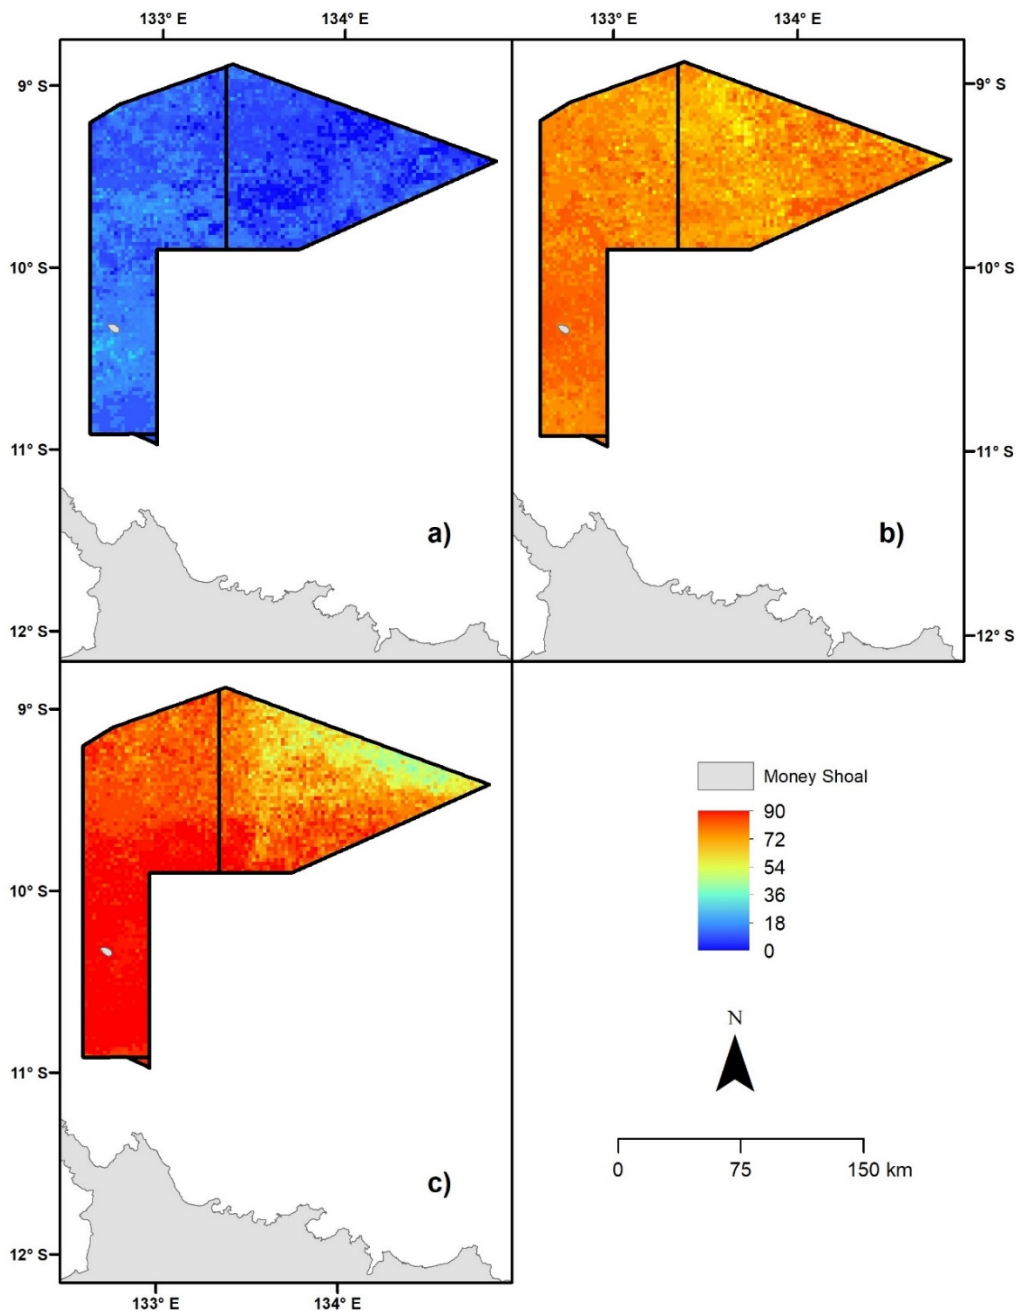 133° E 134° E 133° E 134° E
9° S 9° S
10° S 10° S
11° S 11° S
a) b)
12° S 12° S
9° S
Money Shoal
90
72
54
36
18
0
10° S
N
11° S
0 75 150 km
c)
12° S
133° E 134° E